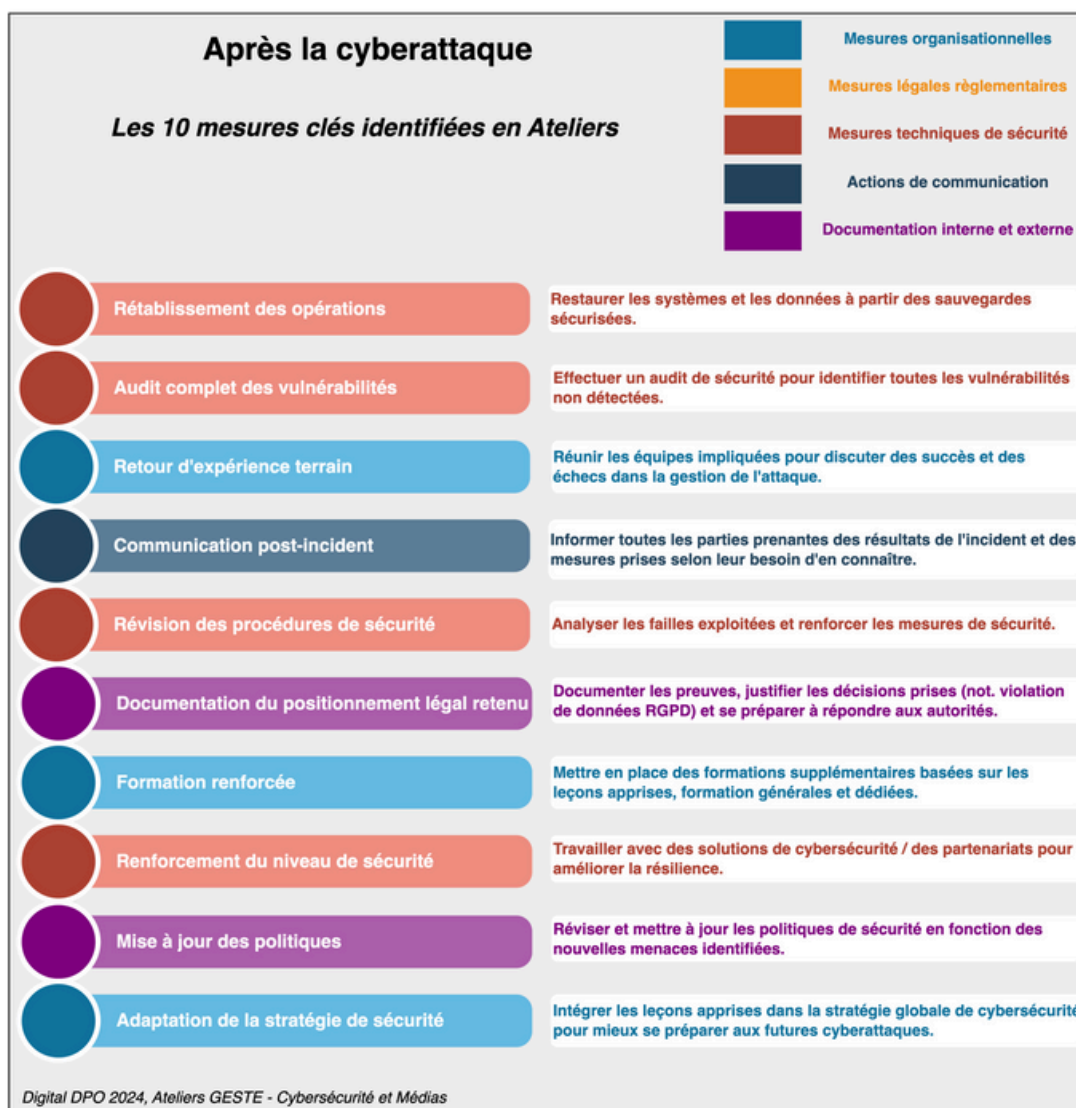 Après la cyberattaque
Les 10 mesures clés identifiées en Ateliers
Mesures organisationnelles
Mesures légales règlementaires
Mesures techniques de sécurité
Actions de communication
Documentation interne et externe
Rétablissement des opérations
Restaurer les systèmes et les données à partir des sauvegardes
sécurisées.
Audit complet des vulnérabilités
Effectuer un audit de sécurité pour identifier toutes les vulnérabilités
non détectées.
Retour d'expérience terrain
Réunir les équipes impliquées pour discuter des succès et des
échecs dans la gestion de l'attaque.
Communication post-incident
Informer toutes les parties prenantes des résultats de l'incident et des
mesures prises selon leur besoin d'en connaître.
Révision des procédures de sécurité
Analyser les failles exploitées et renforcer les mesures de sécurité.
Documentation du positionnement légal retenu
Documenter les preuves, justifier les décisions prises (not. violation
de données RGPD) et se préparer à répondre aux autorités.
Formation renforcée
Mettre en place des formations supplémentaires basées sur les
leçons apprises, formation générales et dédiées.
Renforcement du niveau de sécurité
Travailler avec des solutions de cybersécurité / des partenariats pour
améliorer la résilience.
Mise à jour des politiques
Réviser et mettre à jour les politiques de sécurité en fonction des
nouvelles menaces identifiées.
Adaptation de la stratégie de sécurité
Intégrer les leçons apprises dans la stratégie globale de cybersécurité
pour mieux se préparer aux futures cyberattaques.
Digital DPO 2024, Ateliers GESTE - Cybersécurité et Médias